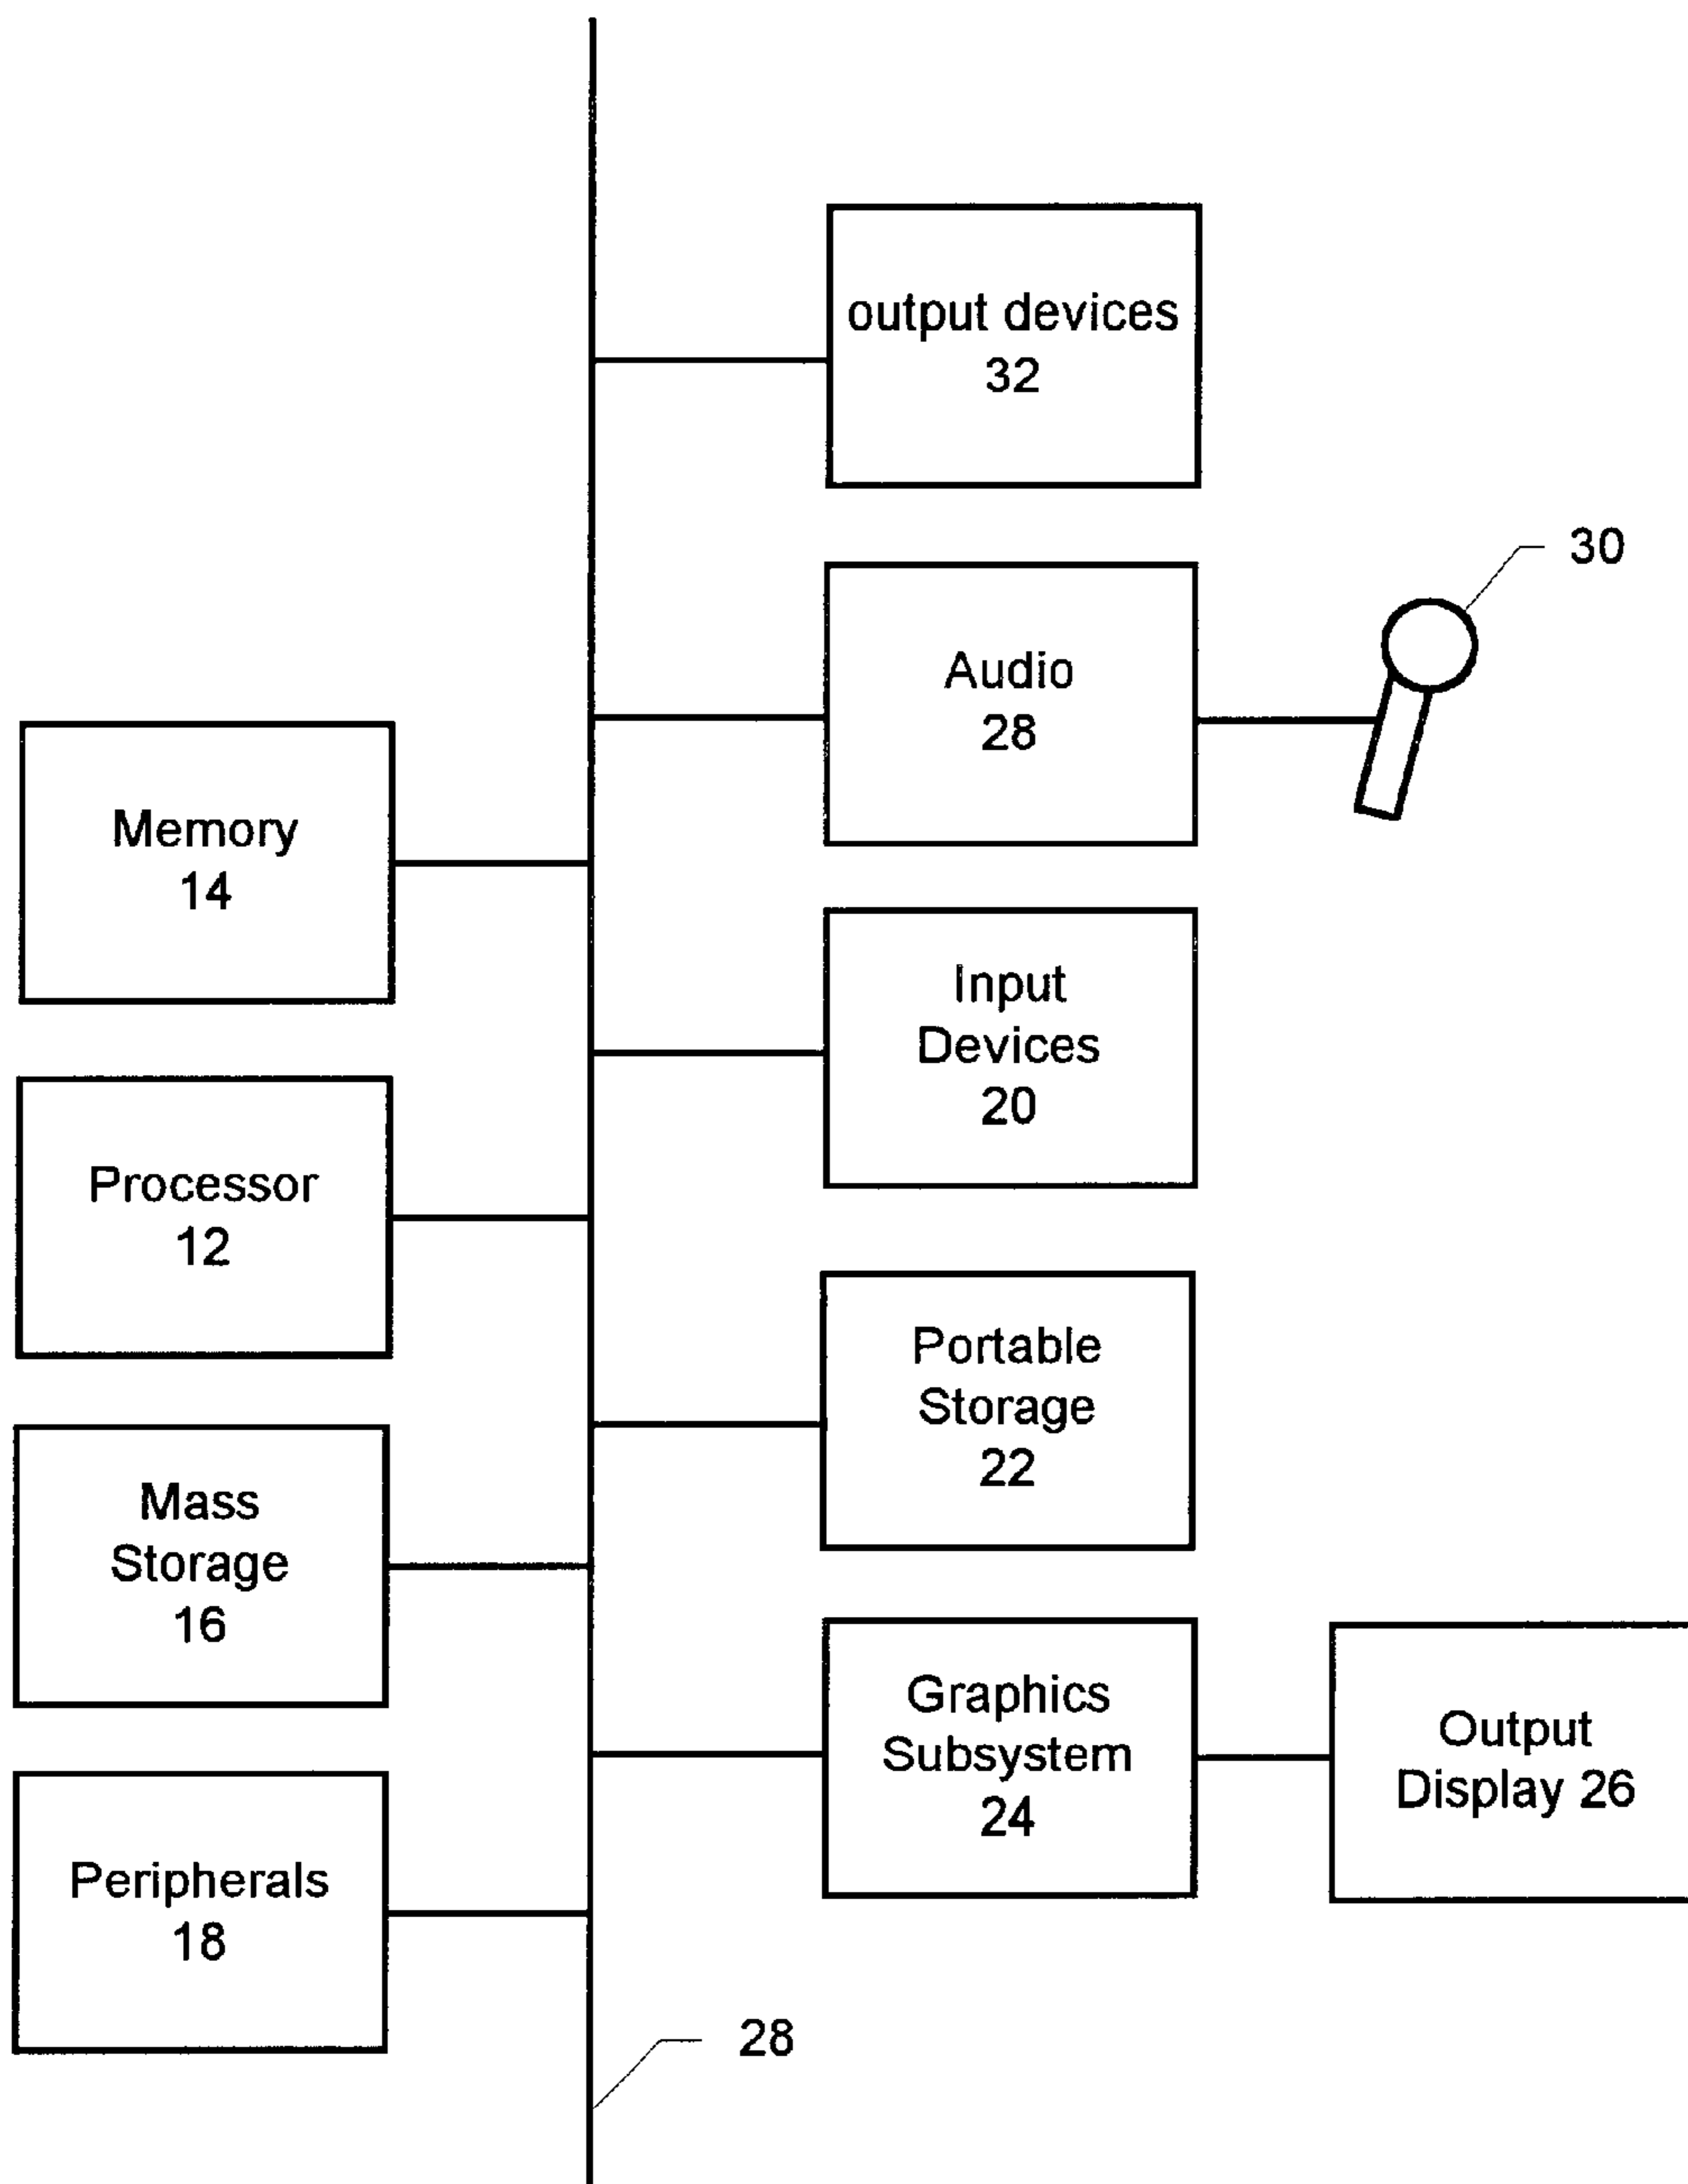 output devices
32
30
Audio
28
Memory
14
Input
Devices
20
Processor
12
Portable
Storage
22
Mass
Storage
16
Graphics
Subsystem
24
Output
Display 26
Peripherals
18
28